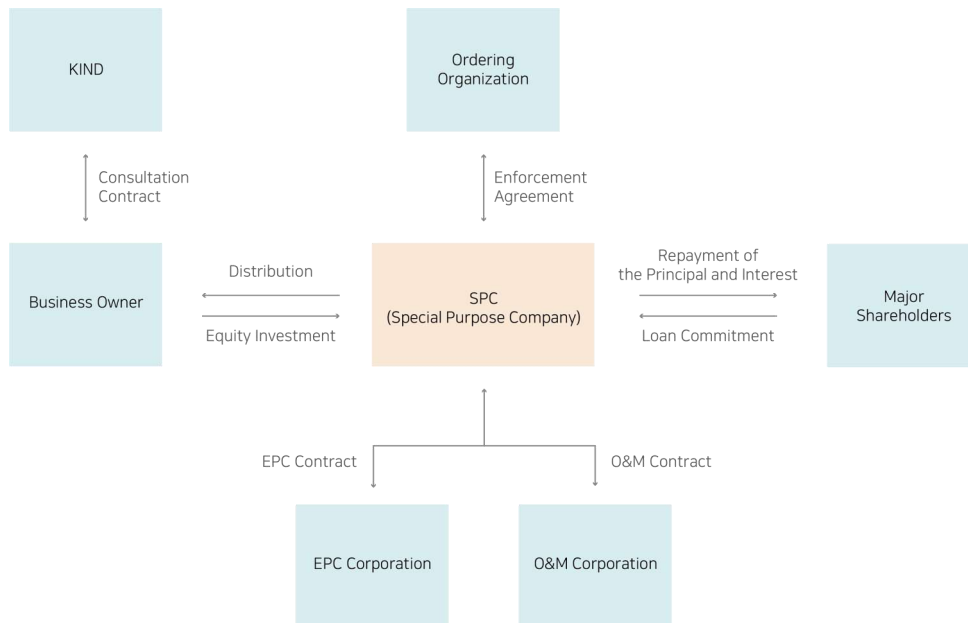 KIND
Ordering
Organization
Consultation
Contract
Enforcement
Agreement
Business Owner
Distribution
Equity Investment
SPC
(Special Purpose Company)
Repayment of
the Principal and Interest
Loan Commitment
Major
Shareholders
EPC Contract
O&M Contract
EPC Corporation
O&M Corporation